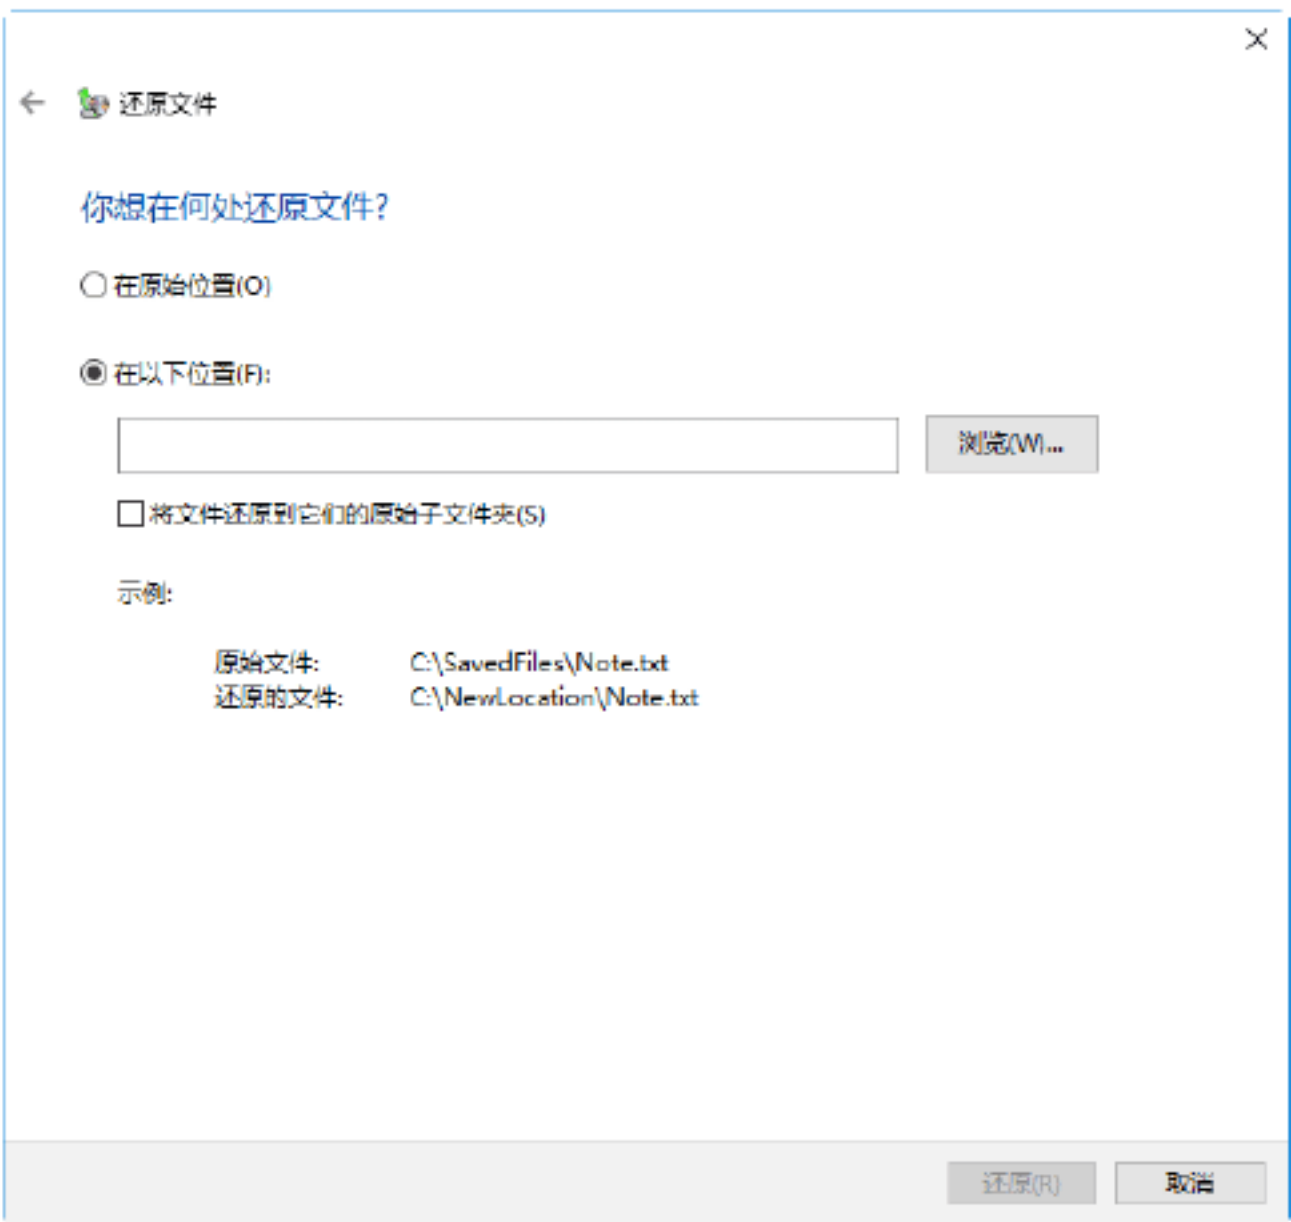 还原文件
你想在何处还原文件?
在原始位置(O)
在以下位置(F):
浏览(W)...
将文件还原到它们的原始子文件夹(S)
示例:
原始文件: C:\SavedFiles\Note.txt
还原的文件: C:\NewLocation\Note.txt
还原(R) 取消